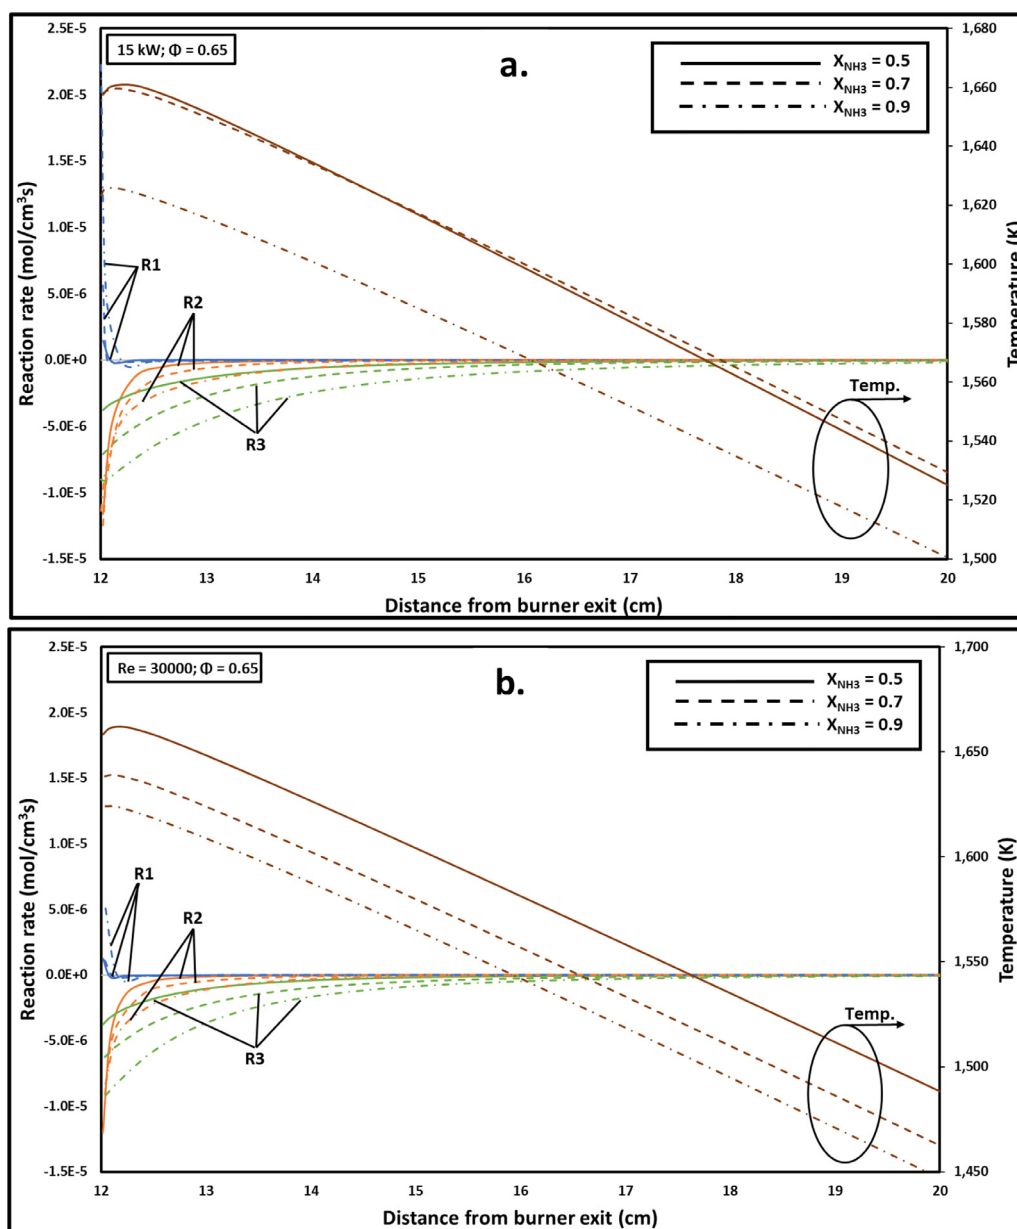 2.5E-5
2.0E-5
1.5E-5
1.0E-5
5.0E-6
0.0E+0
-5.0E-6
-1.0E-5
-1.5E-5
Reaction rate (mol/cm³s)
15 kW; Φ = 0.65
a.
X_NH3 = 0.5
X_NH3 = 0.7
X_NH3 = 0.9
R1
R2
R3
Temp.
1,680
1,660
1,640
1,620
1,600
1,580
1,560
1,540
1,520
1,500
Temperature (K)
12 13 14 15 16 17 18 19 20
Distance from burner exit (cm)
2.5E-5
2.0E-5
1.5E-5
1.0E-5
5.0E-6
0.0E+0
-5.0E-6
-1.0E-5
-1.5E-5
Reaction rate (mol/cm³s)
Re = 30000; Φ = 0.65
b.
X_NH3 = 0.5
X_NH3 = 0.7
X_NH3 = 0.9
R1
R2
R3
Temp.
1,700
1,650
1,600
1,550
1,500
1,450
Temperature (K)
12 13 14 15 16 17 18 19 20
Distance from burner exit (cm)